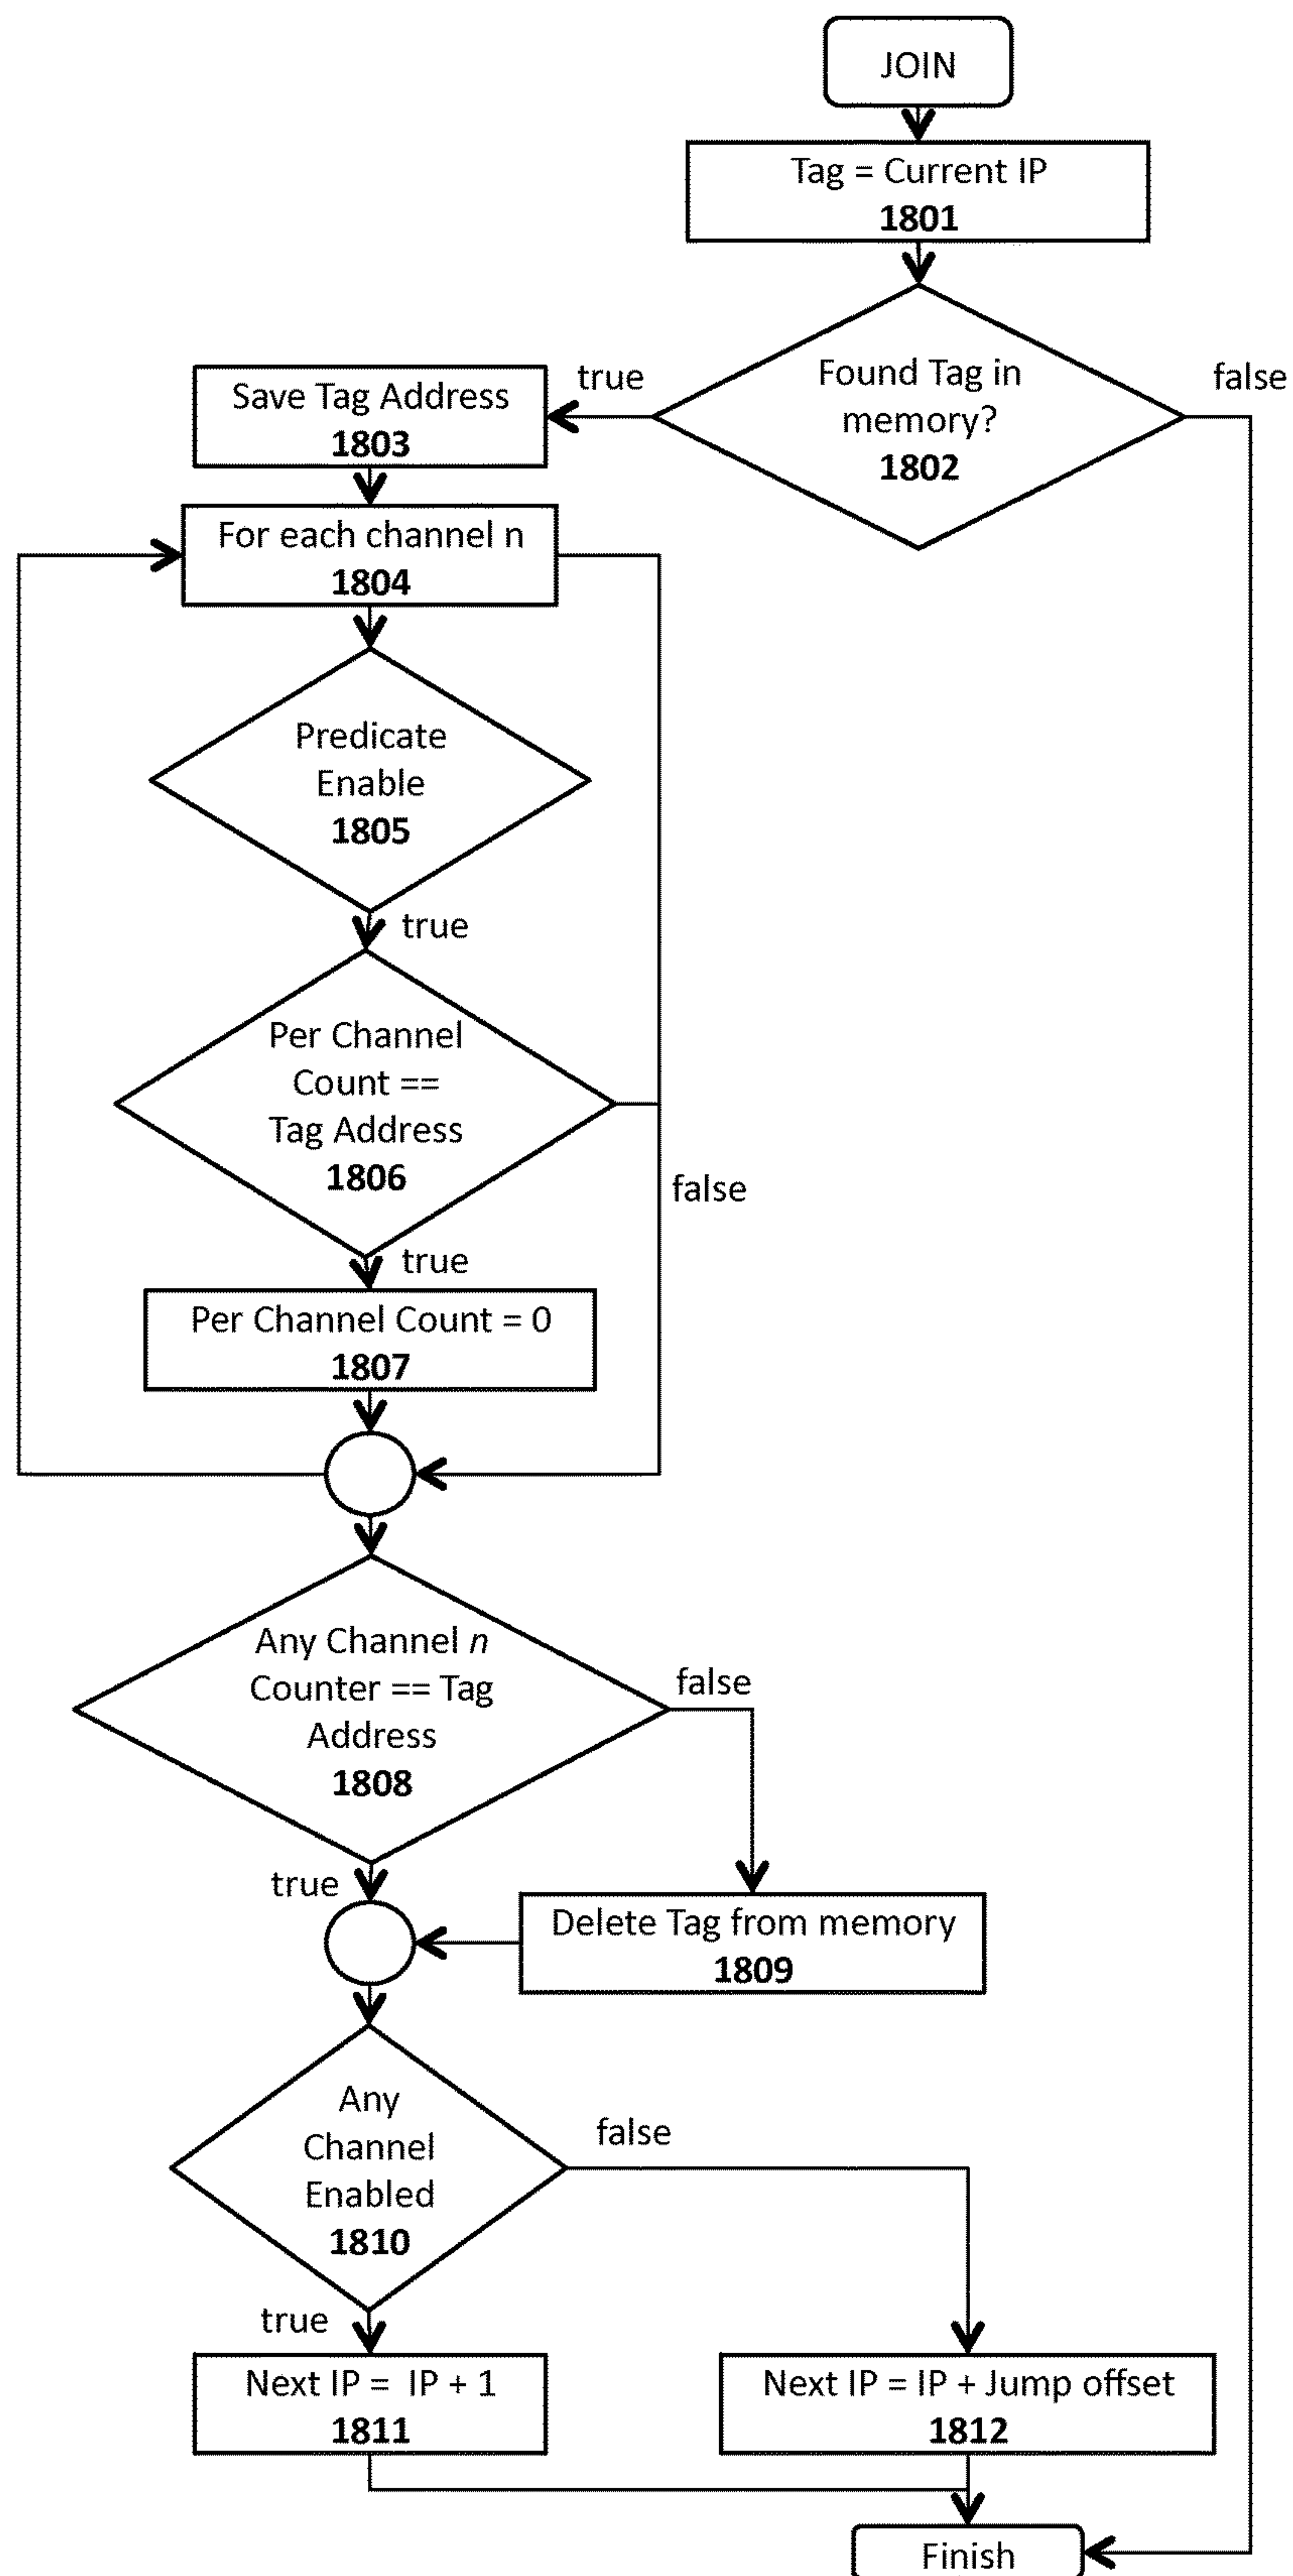 JOIN
Tag = Current IP
1801
Found Tag in
memory?
1802
true
false
Save Tag Address
1803
For each channel n
1804
Predicate
Enable
1805
true
Per Channel
Count ==
Tag Address
1806
false
true
Per Channel Count = 0
1807
Any Channel n
Counter == Tag
Address
1808
false
true
Delete Tag from memory
1809
Any
Channel
Enabled
1810
false
true
Next IP = IP + 1
1811
Next IP = IP + Jump offset
1812
Finish